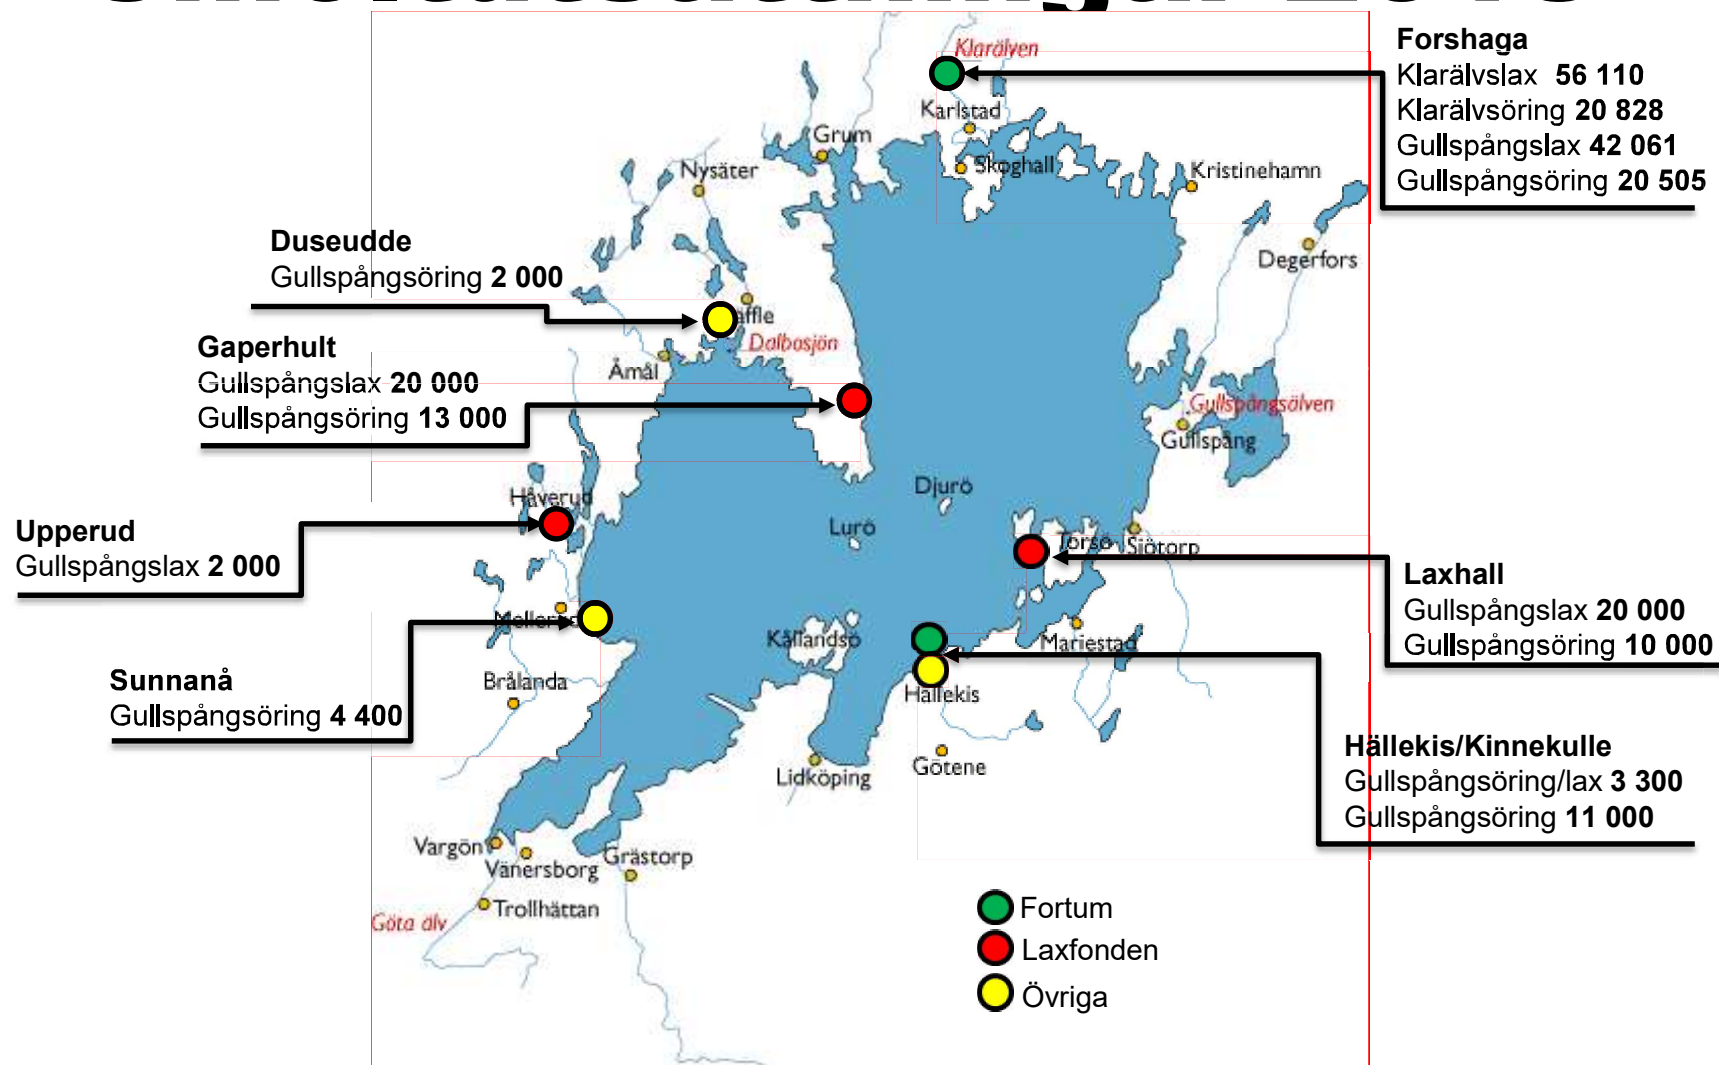 Klarälven
Forshaga
Klarälvslax 56 110
Klarälvsöring 20 828
Gullspångslax 42 061
Gullspångsöring 20 505
Karlstad
Grum
Skoghall
Nysäter
Kristinehamn
Duseudde
Gullspångsöring 2 000
Degerfors
äffle
Dalbosjön
Gaperhult
Gullspångslax 20 000
Gullspångsöring 13 000
Åmål
Gullspångsälven
Gullspång
Djurö
Håverud
Lurö
Upperud
Gullspångslax 2 000
Torsö
Sjötorp
Laxhall
Gullspångslax 20 000
Gullspångsöring 10 000
Mellerud
Kållandsö
Mariestad
Sunnanå
Gullspångsöring 4 400
Brålanda
Hällekis
Hällekis/Kinnekulle
Gullspångsöring/lax 3 300
Gullspångsöring 11 000
Lidköping
Götene
Vargön
Vänersborg
Grästorp
Trollhättan
Göta älv
Fortum
Laxfonden
Övriga